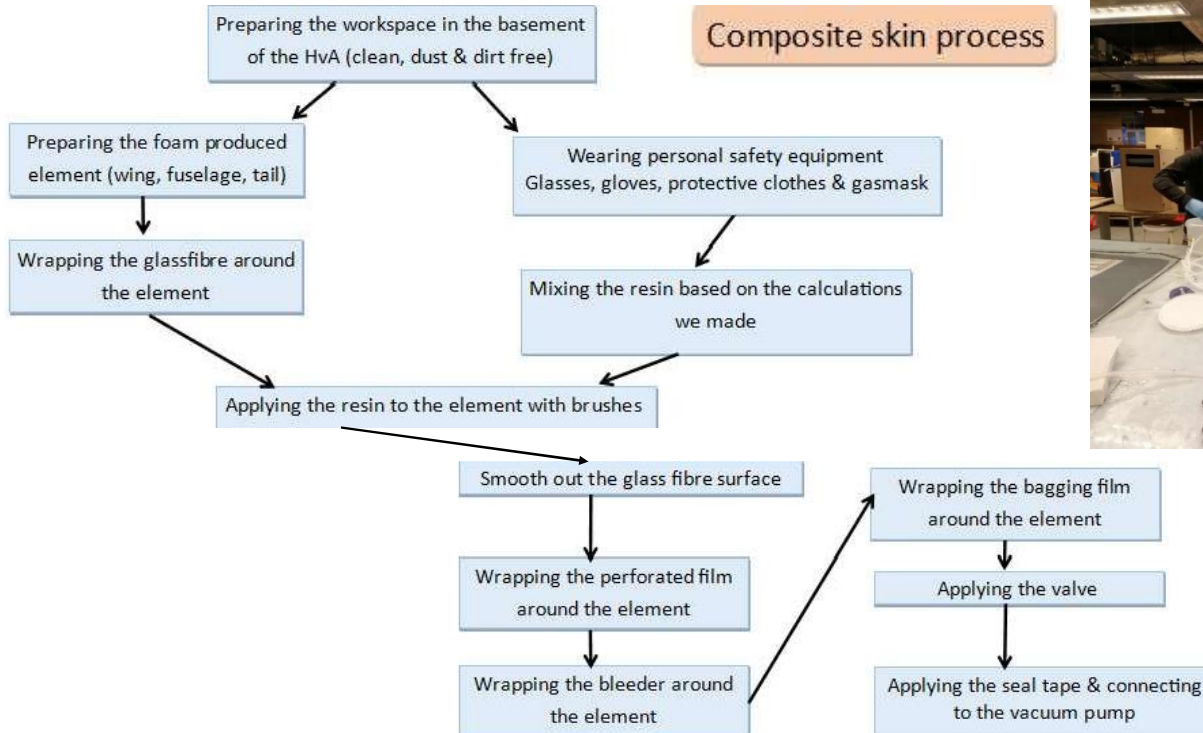 Composite skin process
Preparing the workspace in the basement
of the HvA (clean, dust & dirt free)
Preparing the foam produced
element (wing, fuselage, tail)
Wearing personal safety equipment
Glasses, gloves, protective clothes & gasmask
Wrapping the glassfibre around
the element
Mixing the resin based on the calculations
we made
Applying the resin to the element with brushes
Smooth out the glass fibre surface
Wrapping the perforated film
around the element
Wrapping the bleeder around
the element
Wrapping the bagging film
around the element
Applying the valve
Applying the seal tape & connecting
to the vacuum pump